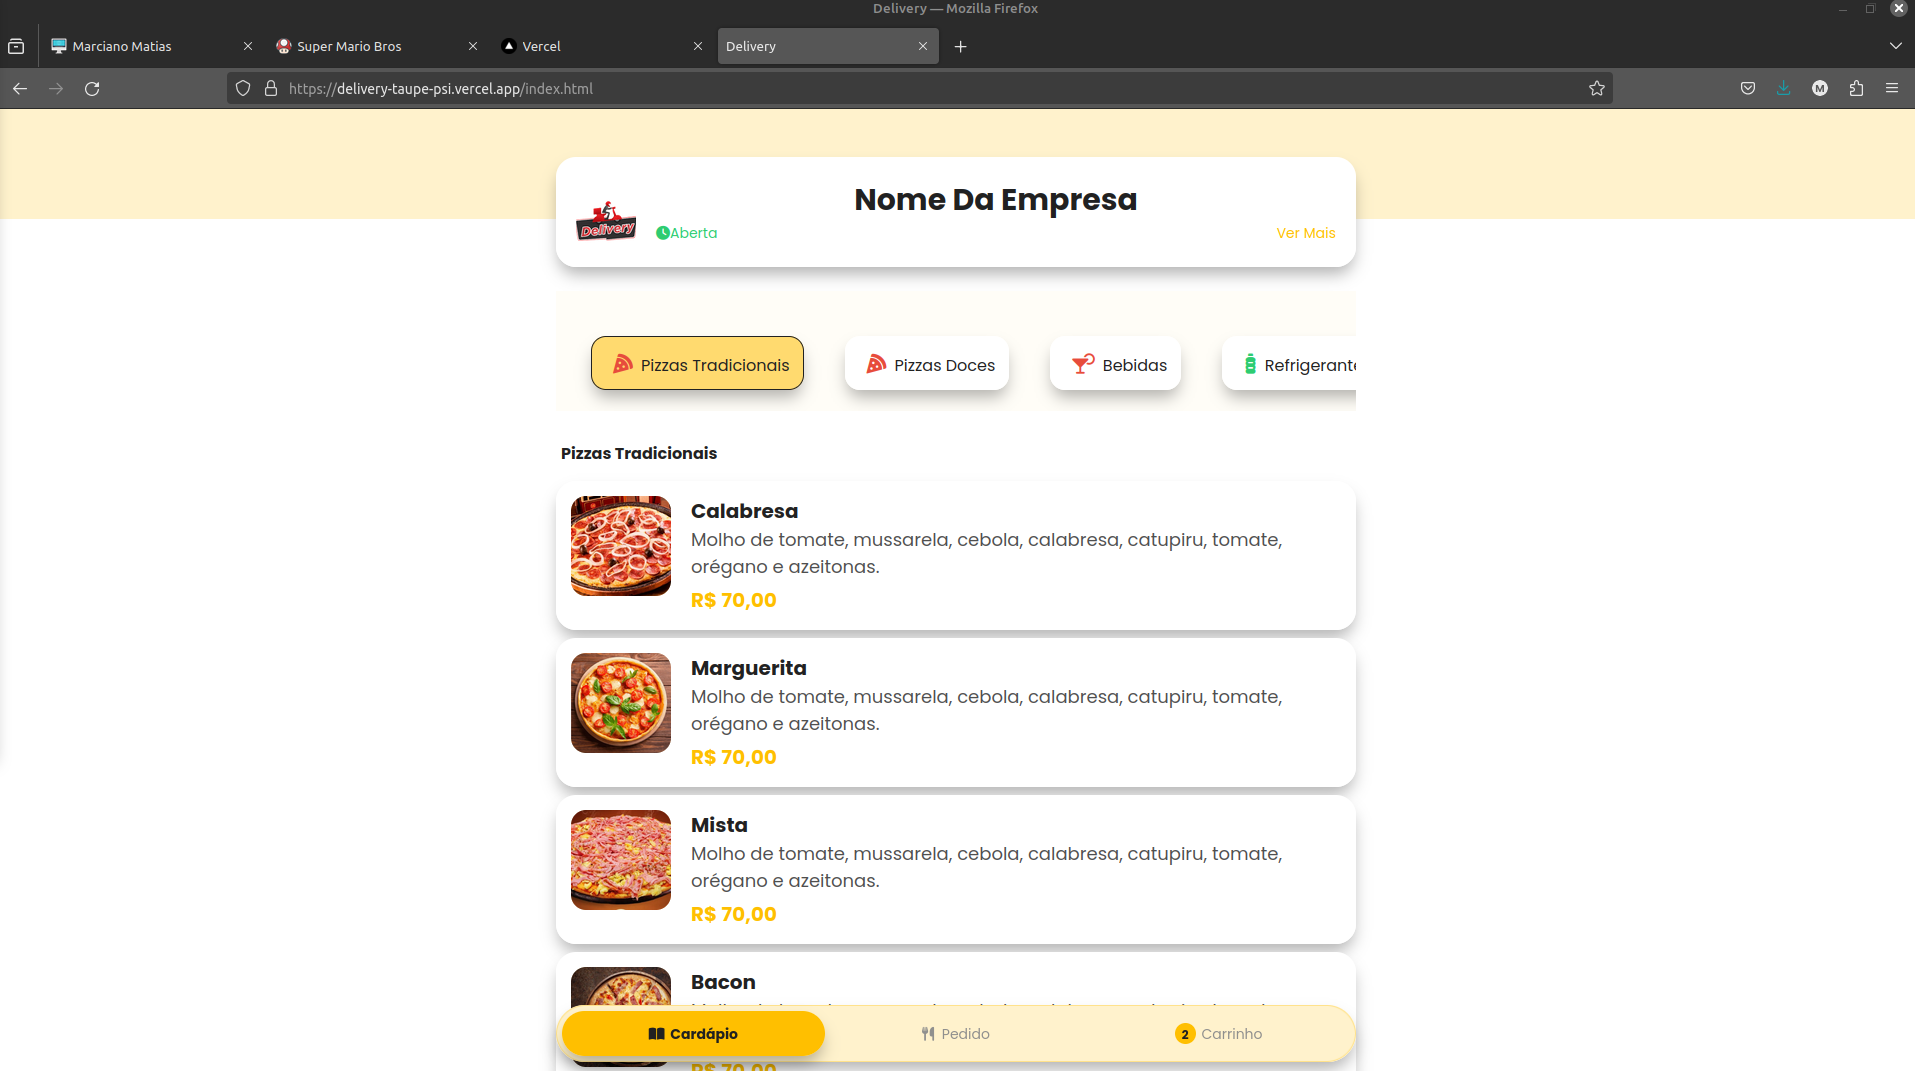 Delivery — Mozilla Firefox
Marciano Matias
Super Mario Bros
Vercel
Delivery
https://delivery-taupe-psi.vercel.app/index.html
M
Nome Da Empresa
Delivery
Aberta
Ver Mais
Pizzas Tradicionais
Pizzas Doces
Bebidas
Refrigerante
Pizzas Tradicionais
Calabresa
Molho de tomate, mussarela, cebola, calabresa, catupiru, tomate,
orégano e azeitonas.
R$ 70,00
Marguerita
Molho de tomate, mussarela, cebola, calabresa, catupiru, tomate,
orégano e azeitonas.
R$ 70,00
Mista
Molho de tomate, mussarela, cebola, calabresa, catupiru, tomate,
orégano e azeitonas.
R$ 70,00
Bacon
Cardápio
Pedido
2 Carrinho
R$ 70,00